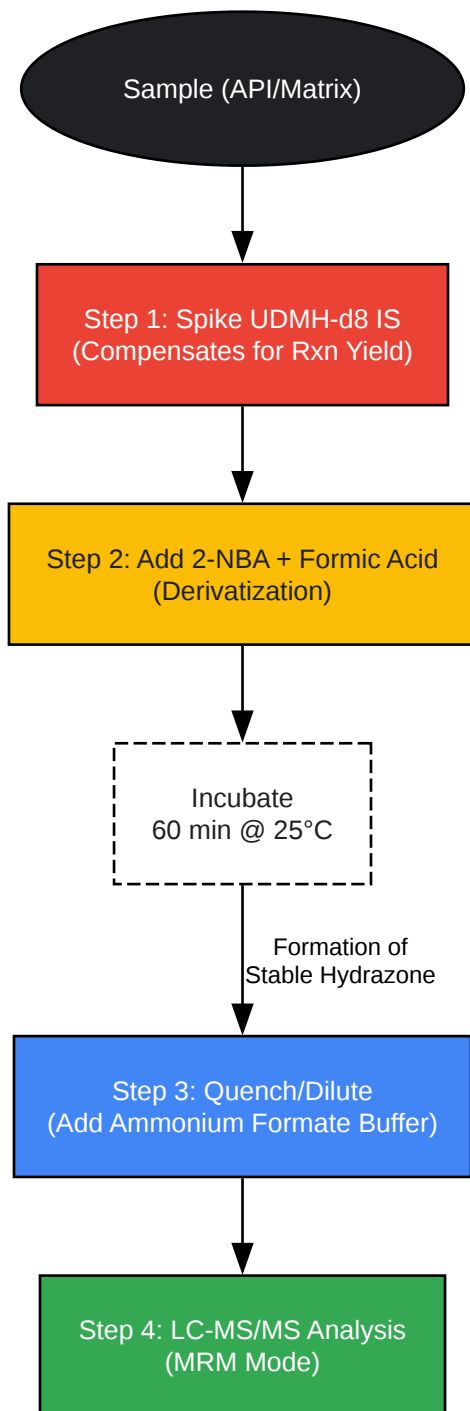 Sample (API/Matrix)
Step 1: Spike UDMH-d8 IS
(Compensates for Rxn Yield)
Step 2: Add 2-NBA + Formic Acid
(Derivatization)
Incubate
60 min @ 25°C
Formation of
Stable Hydrazone
Step 3: Quench/Dilute
(Add Ammonium Formate Buffer)
Step 4: LC-MS/MS Analysis
(MRM Mode)